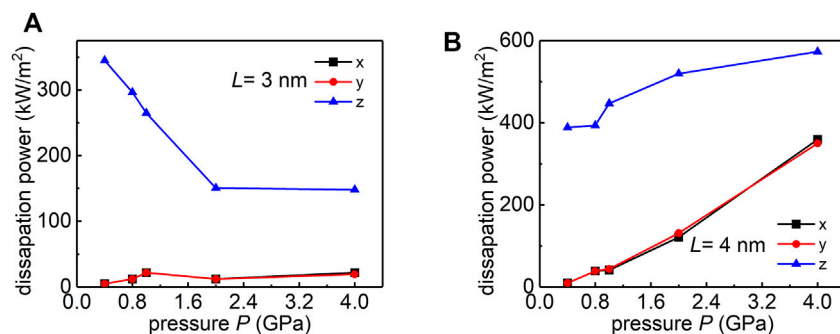 A
dissapation power (kW/m²)
300
150
0
L= 3 nm
x
y
z
0.0 0.8 1.6 2.4 3.2 4.0
pressure P (GPa)
B
dissapation power (kW/m²)
600
400
200
0
x
y
z
L= 4 nm
0.0 0.8 1.6 2.4 3.2 4.0
pressure P (GPa)